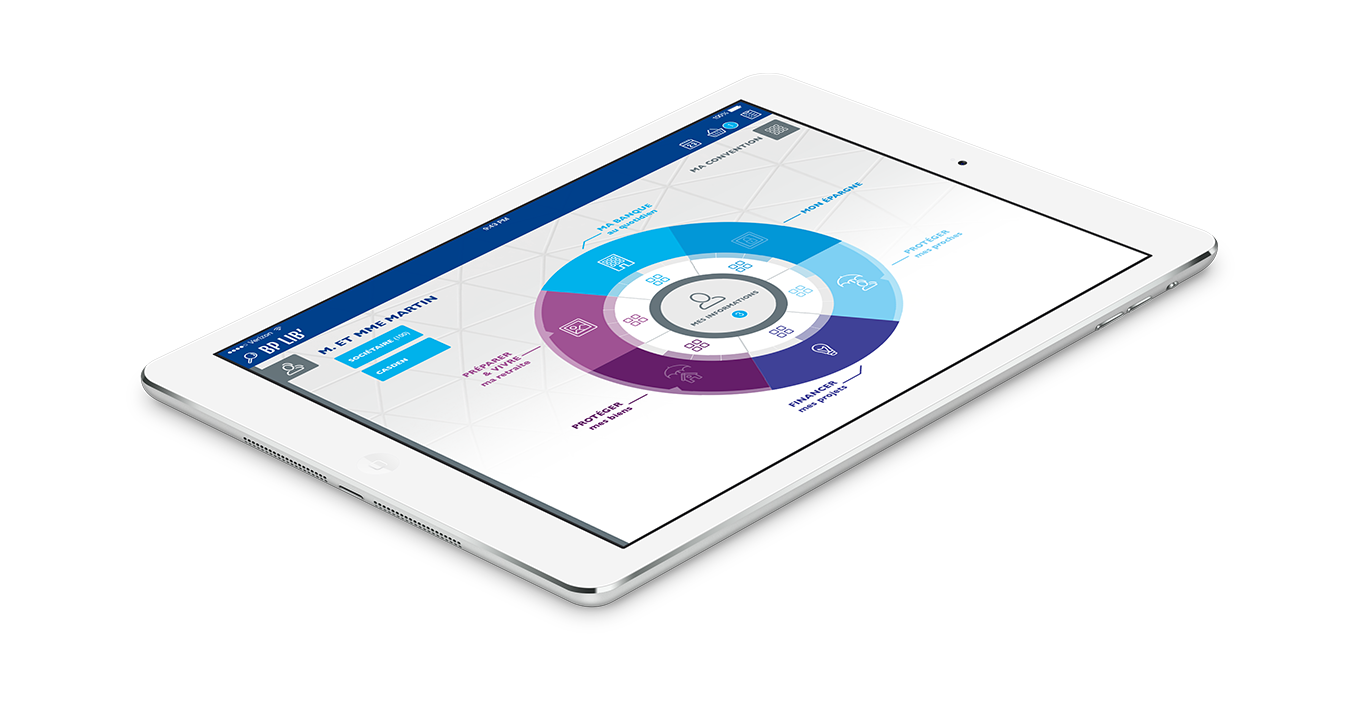 Verizon
9:43 PM
100%
BP LIB'
23
MA CONVENTION
M. ET MME MARTIN
SOCIÉTAIRE (100)
CASDEN
MA BANQUE
au quotidien
MON ÉPARGNE
PROTÉGER
mes proches
MES INFORMATIONS
3
PRÉPARER
& VIVRE
ma retraite
PROTÉGER
mes biens
FINANCER
mes projets